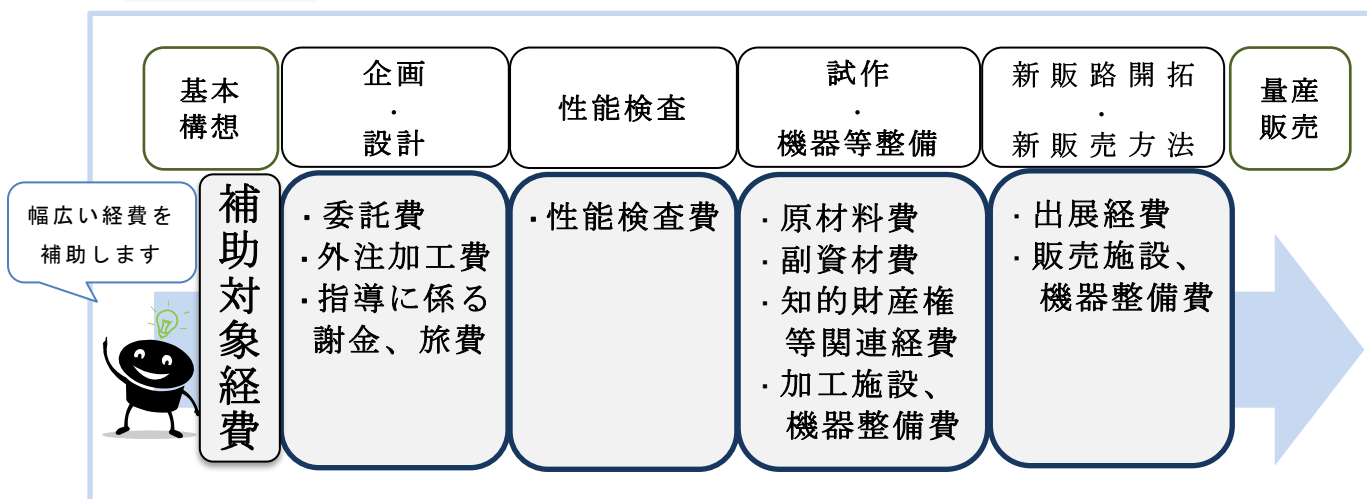 基本
構想
企画
・
設計
性能検査
試作
・
機器等整備
新販路開拓
・
新販売方法
量産
販売
幅広い経費を
補助します
補助対象経費
・委託費
・外注加工費
・指導に係る
謝金、旅費
・性能検査費
・原材料費
・副資材費
・知的財産権
等関連経費
・加工施設、
機器整備費
・出展経費
・販売施設、
機器整備費